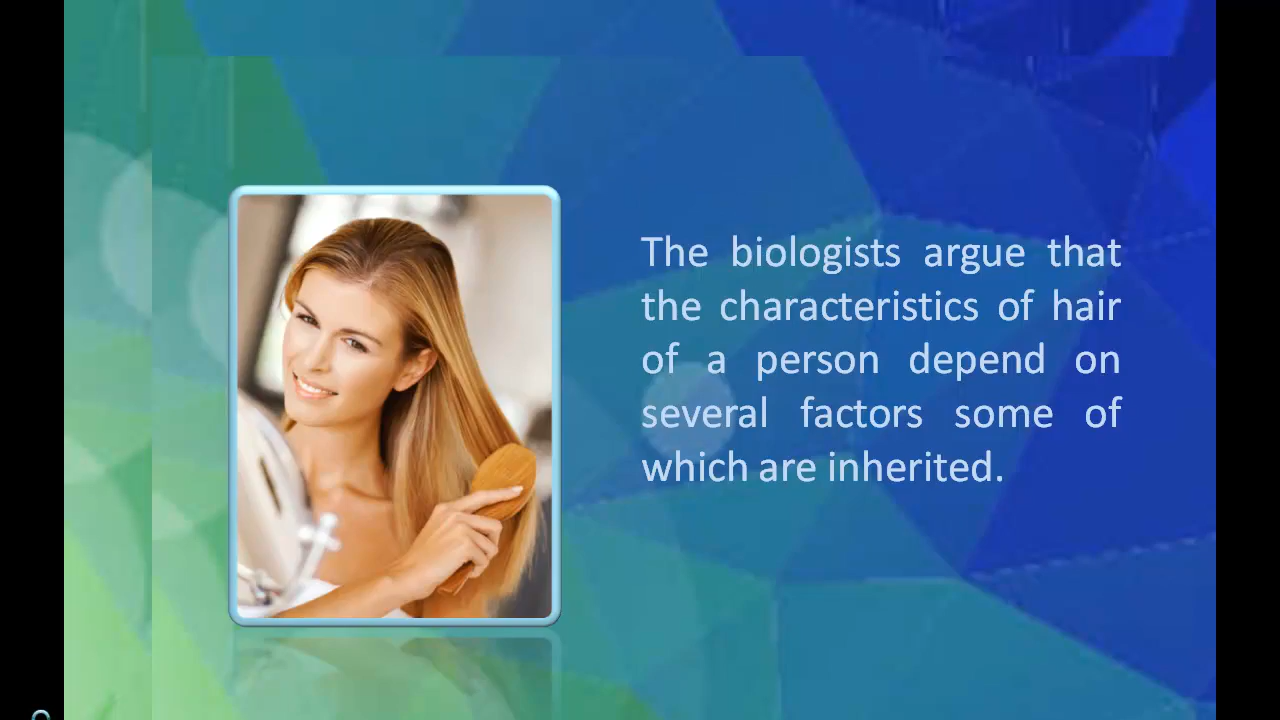 The biologists argue that
the characteristics of hair
of a person depend on
several factors some of
which are inherited.